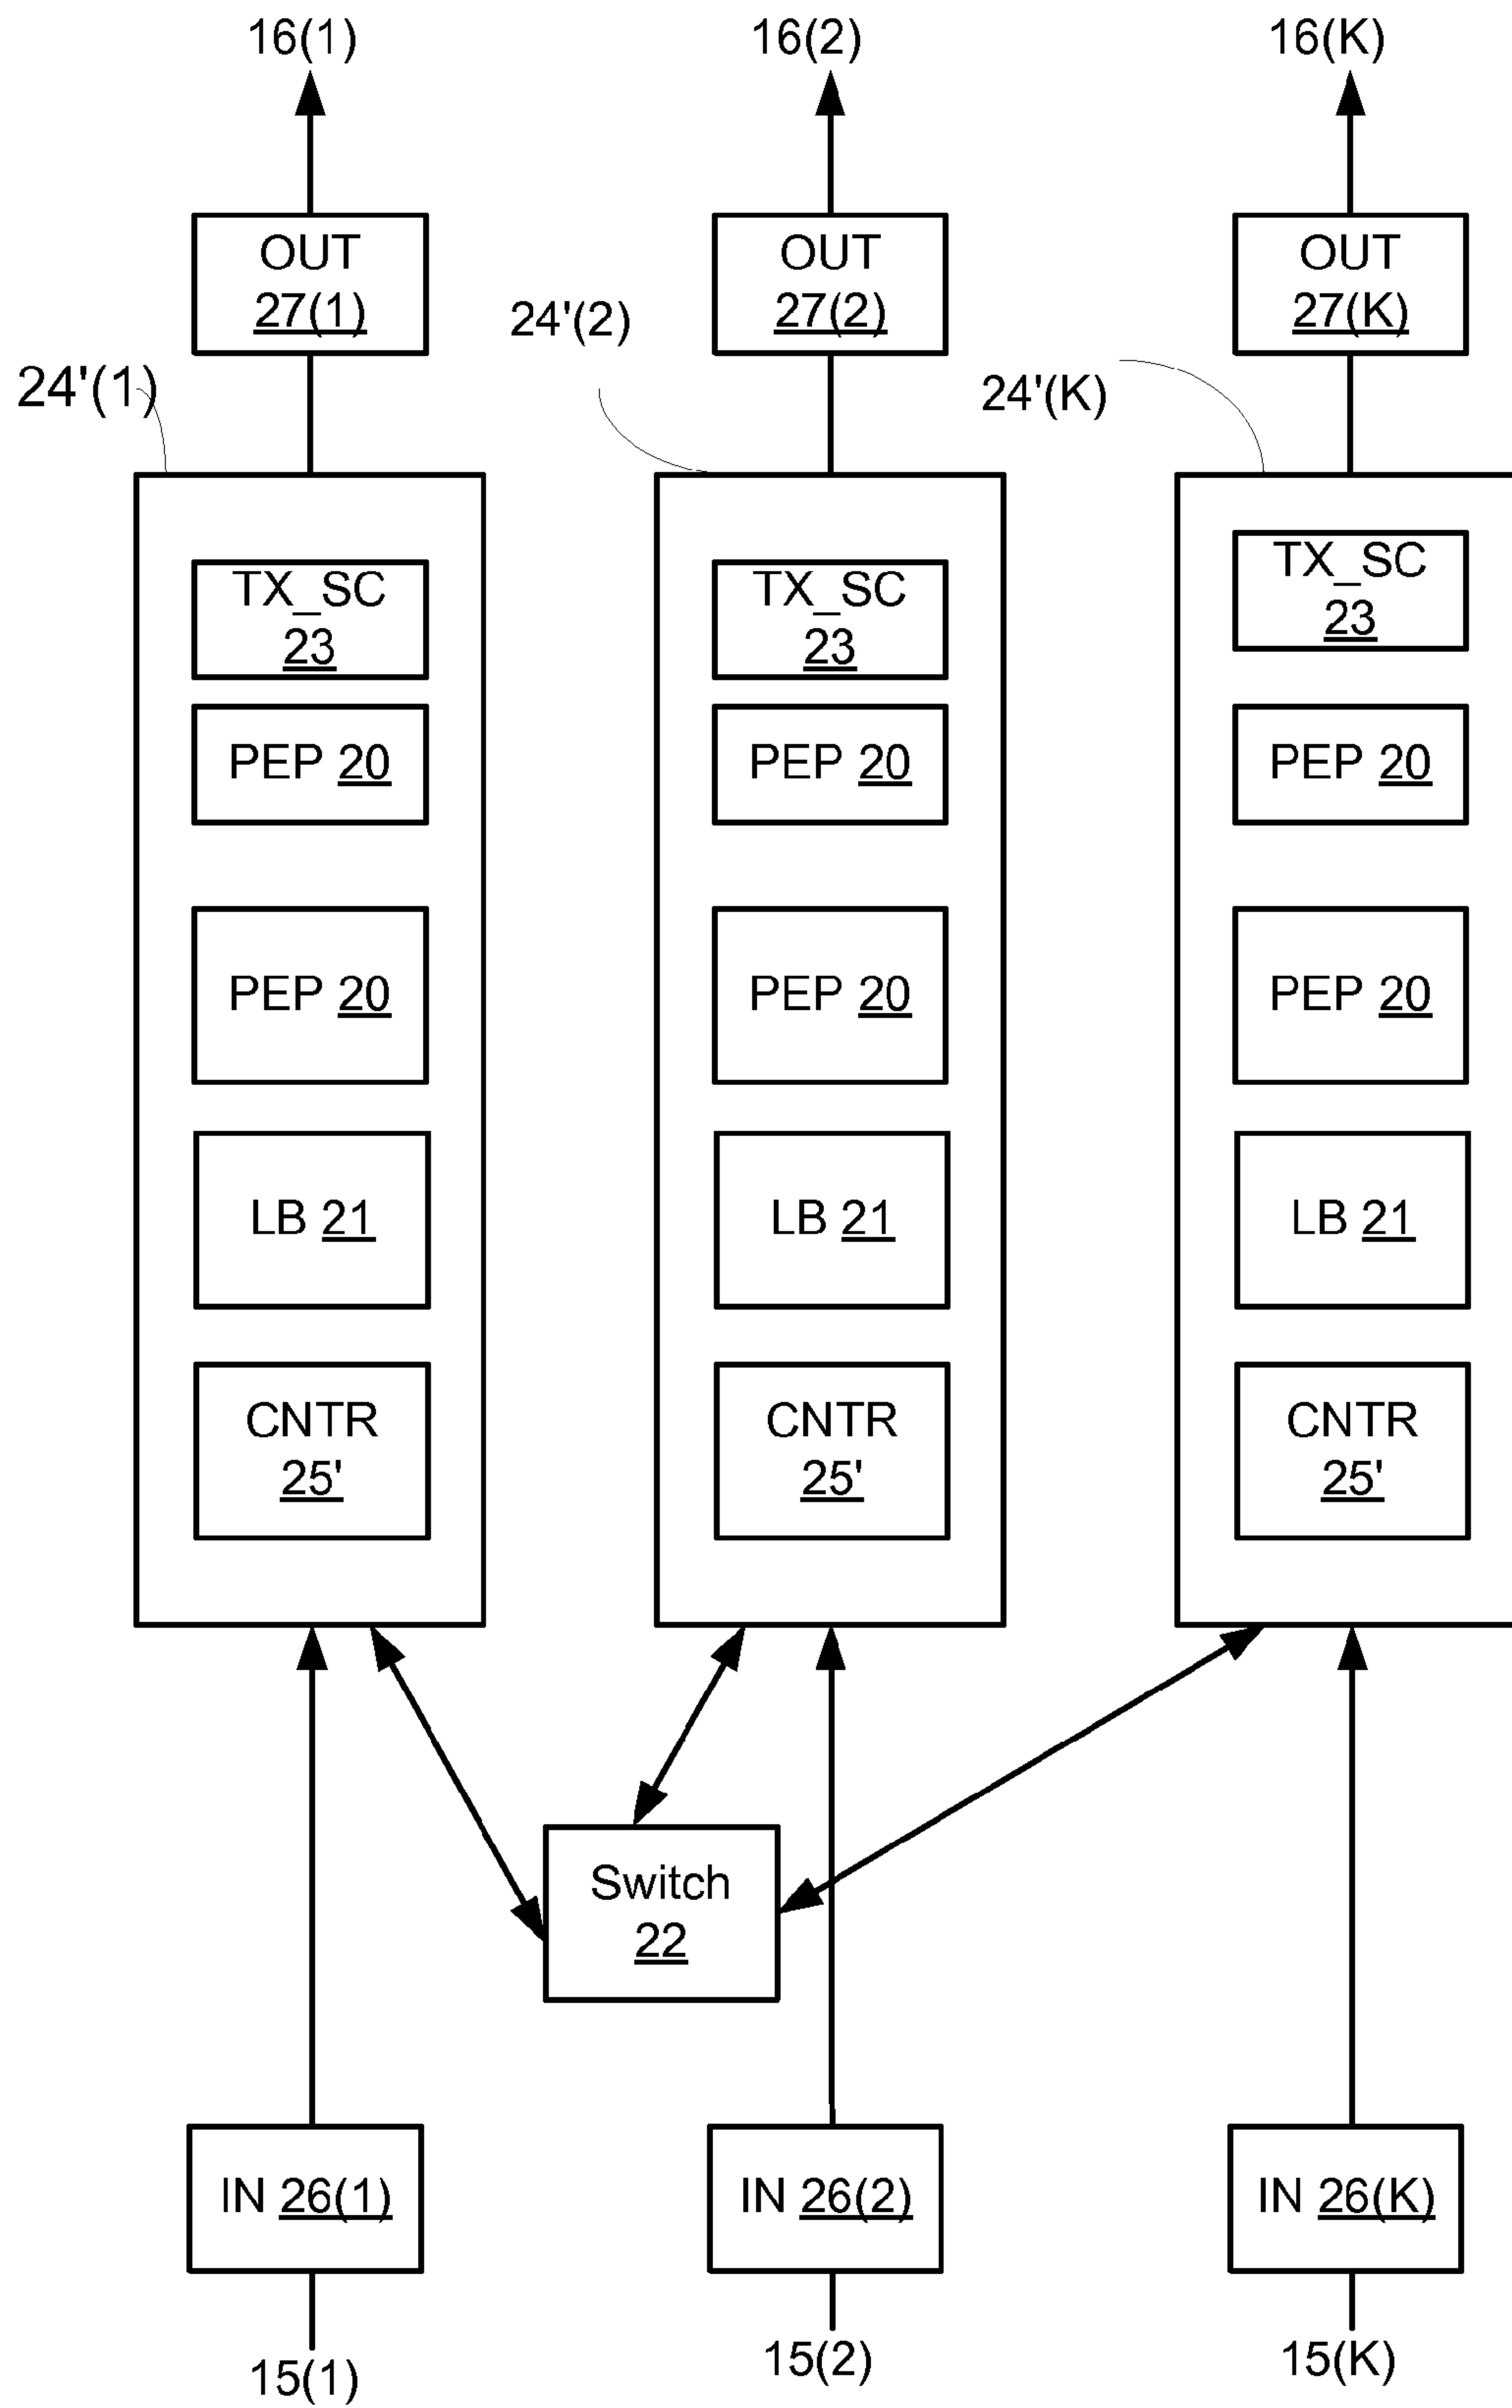 16(1)
16(2)
16(K)
OUT
27(1)
OUT
27(2)
OUT
27(K)
24'(1)
24'(2)
24'(K)
TX_SC
23
TX_SC
23
TX_SC
23
PEP 20
PEP 20
PEP 20
PEP 20
PEP 20
PEP 20
LB 21
LB 21
LB 21
CNTR
25'
CNTR
25'
CNTR
25'
Switch
22
IN 26(1)
IN 26(2)
IN 26(K)
15(1)
15(2)
15(K)